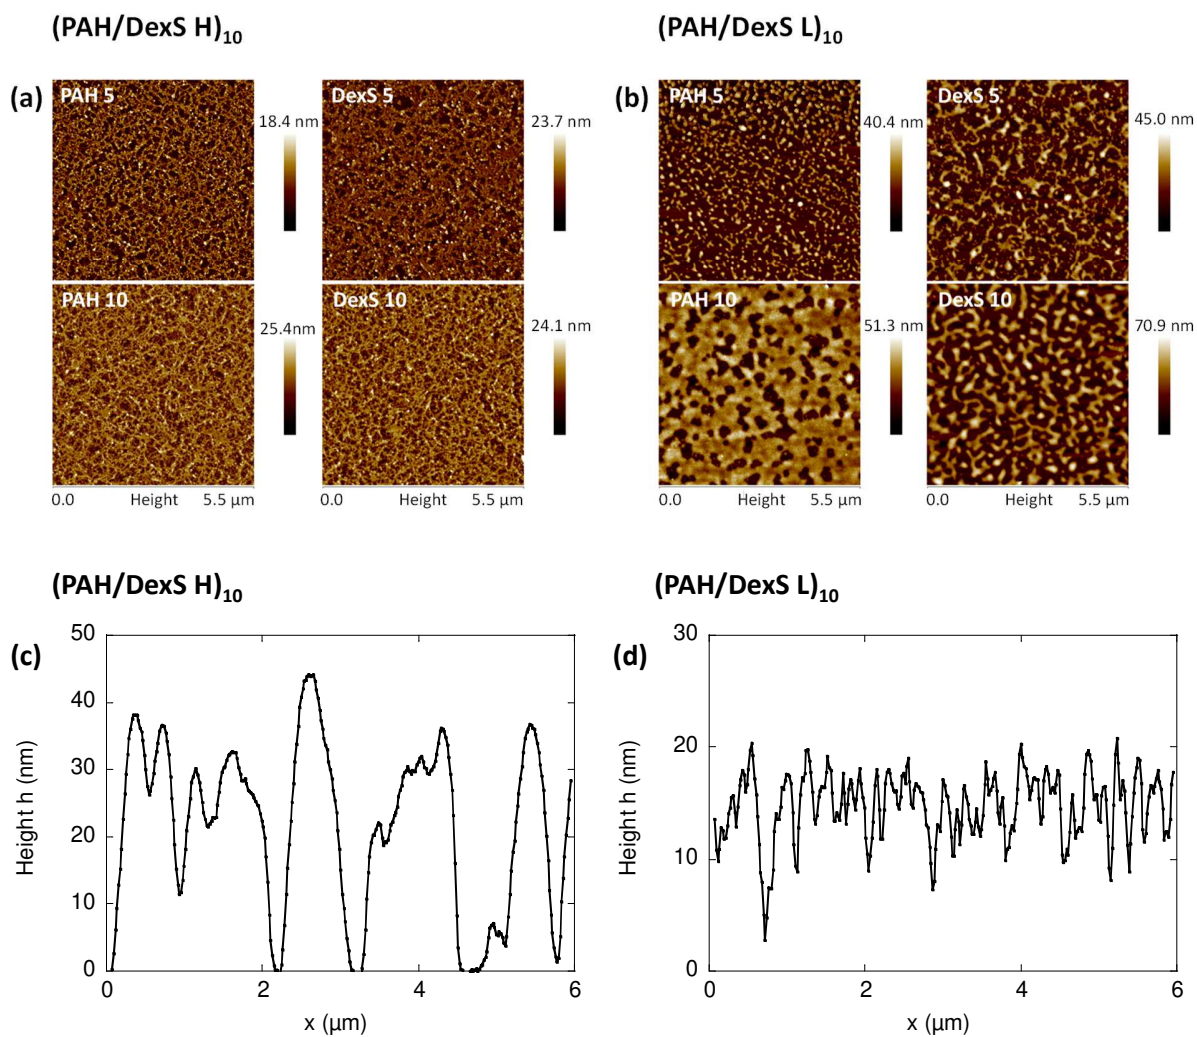 (PAH/DexS H)10
(PAH/DexS L)10
(a)
PAH 5
18.4 nm
DexS 5
23.7 nm
PAH 10
25.4nm
DexS 10
24.1 nm
0.0 Height 5.5 µm
0.0 Height 5.5 µm
(b)
PAH 5
40.4 nm
DexS 5
45.0 nm
PAH 10
51.3 nm
DexS 10
70.9 nm
0.0 Height 5.5 µm
0.0 Height 5.5 µm
(PAH/DexS H)10
(c)
50
40
30
20
10
0
Height h (nm)
0 2 4 6
x (µm)
(PAH/DexS L)10
(d)
30
20
10
0
Height h (nm)
0 2 4 6
x (µm)